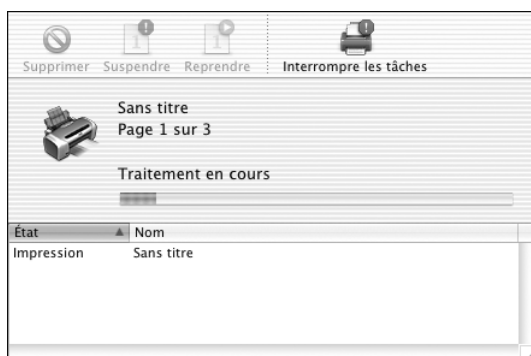 Supprimer Suspendre Reprendre Interrompre les tâches
Sans titre
Page 1 sur 3
Traitement en cours
État Nom
Impression Sans titre